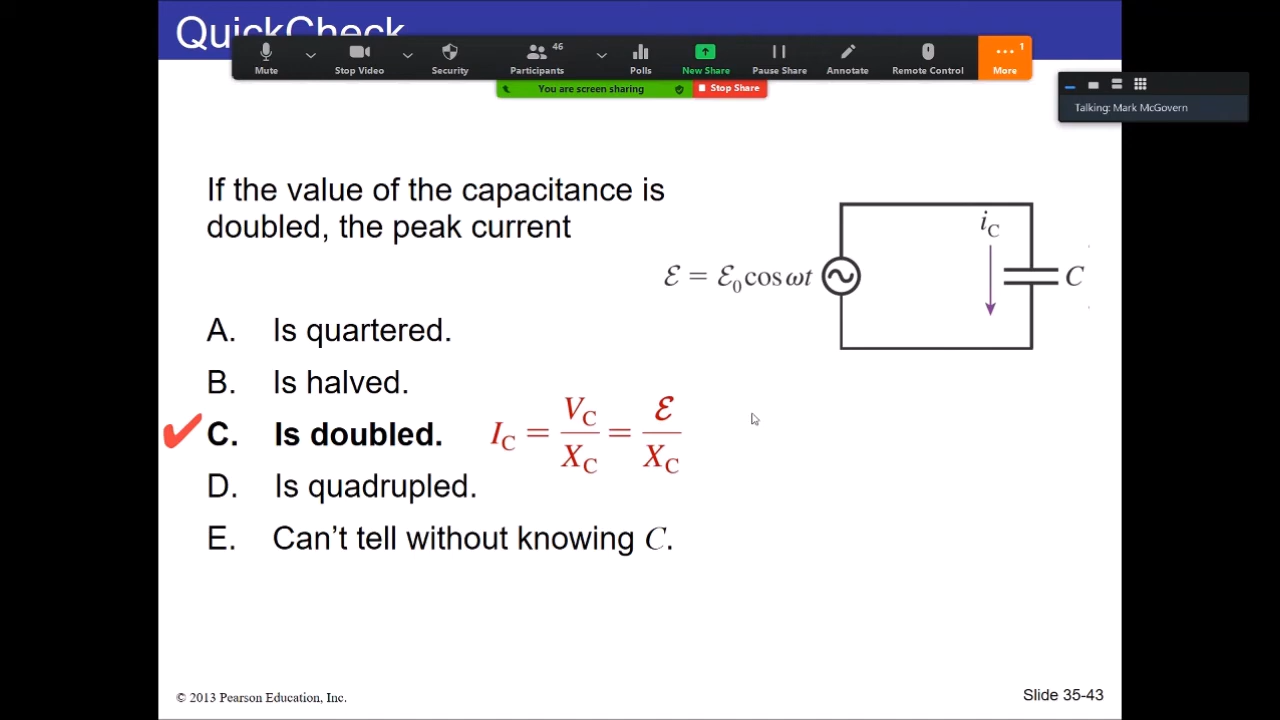 QuickCheck
Mute
Stop Video
Security
46
Participants
Polls
New Share
Pause Share
Annotate
Remote Control
1
More
You are screen sharing
Stop Share
Talking: Mark McGovern
If the value of the capacitance is
doubled, the peak current
iC
ℰ = ℰ₀ cos ωt
C
A. Is quartered.
B. Is halved.
C. Is doubled.
I_C = V_C/X_C = ℰ/X_C
D. Is quadrupled.
E. Can't tell without knowing C.
© 2013 Pearson Education, Inc.
Slide 35-43